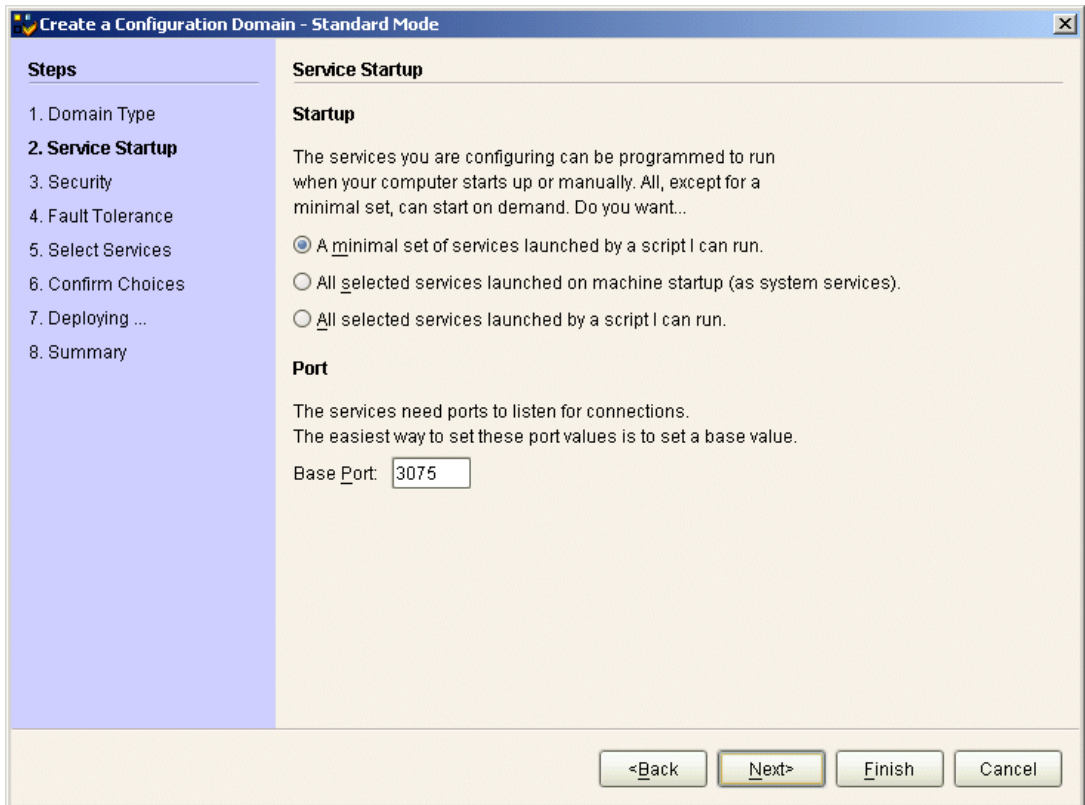 Create a Configuration Domain - Standard Mode
Steps
1. Domain Type
2. Service Startup
3. Security
4. Fault Tolerance
5. Select Services
6. Confirm Choices
7. Deploying ...
8. Summary
Service Startup
Startup
The services you are configuring can be programmed to run
when your computer starts up or manually. All, except for a
minimal set, can start on demand. Do you want...
A minimal set of services launched by a script I can run.
All selected services launched on machine startup (as system services).
All selected services launched by a script I can run.
Port
The services need ports to listen for connections.
The easiest way to set these port values is to set a base value.
Base Port: 3075
<Back Next> Finish Cancel